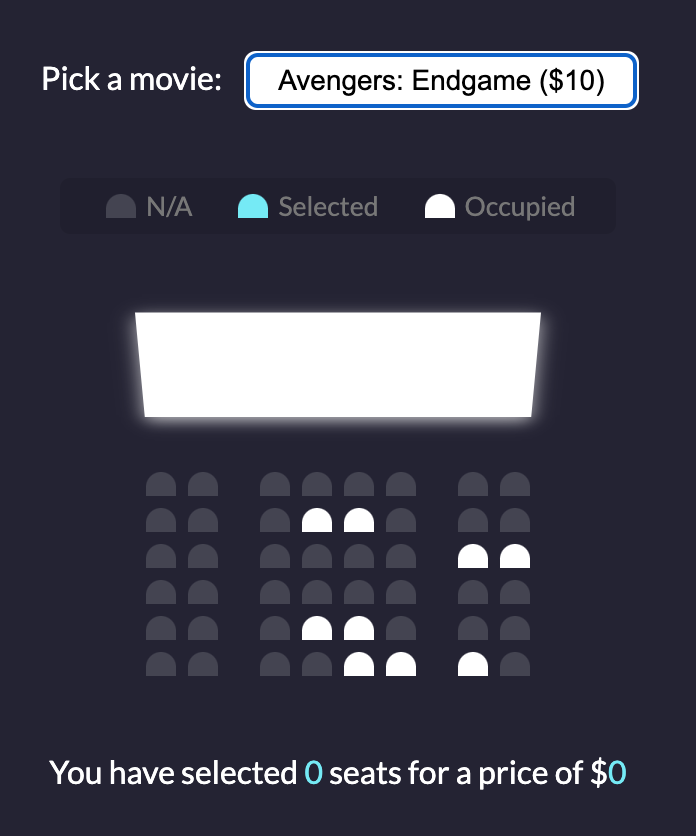 Pick a movie: Avengers: Endgame ($10)
N/A Selected Occupied
You have selected 0 seats for a price of $0